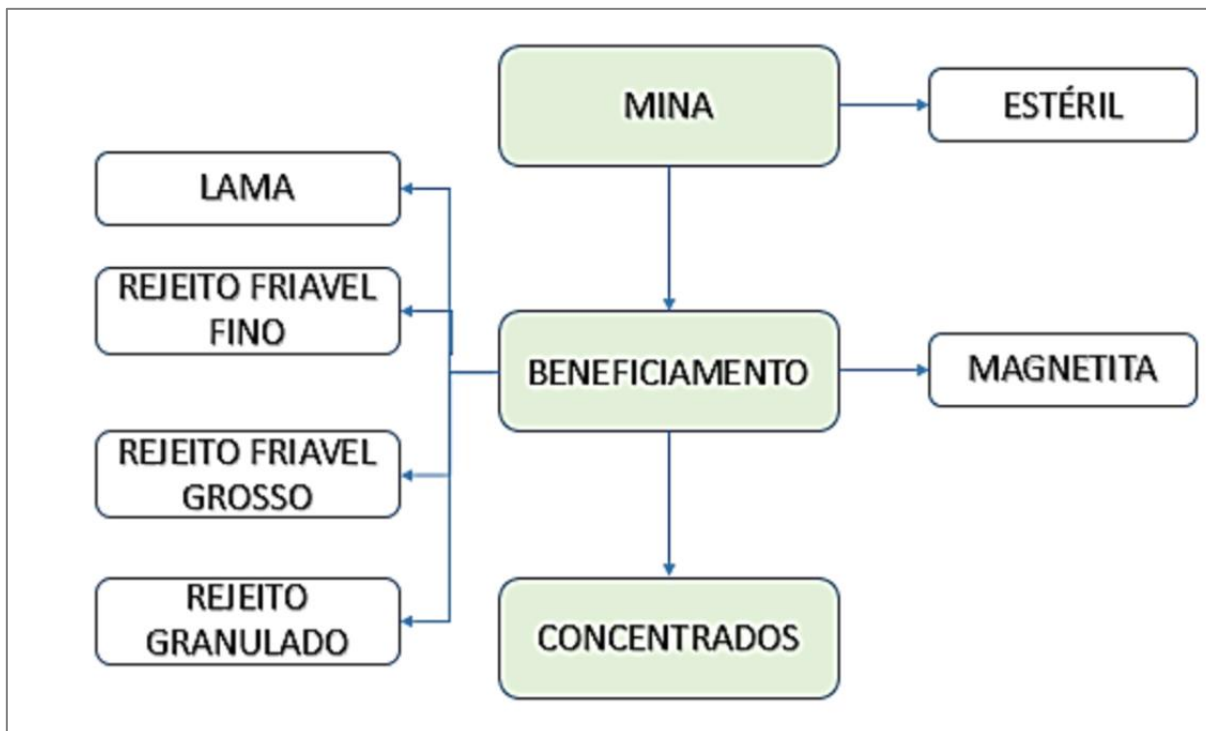 MINA
ESTÉRIL
LAMA
REJEITO FRIAVEL
FINO
BENEFICIAMENTO
MAGNETITA
REJEITO FRIAVEL
GROSSO
REJEITO
GRANULADO
CONCENTRADOS